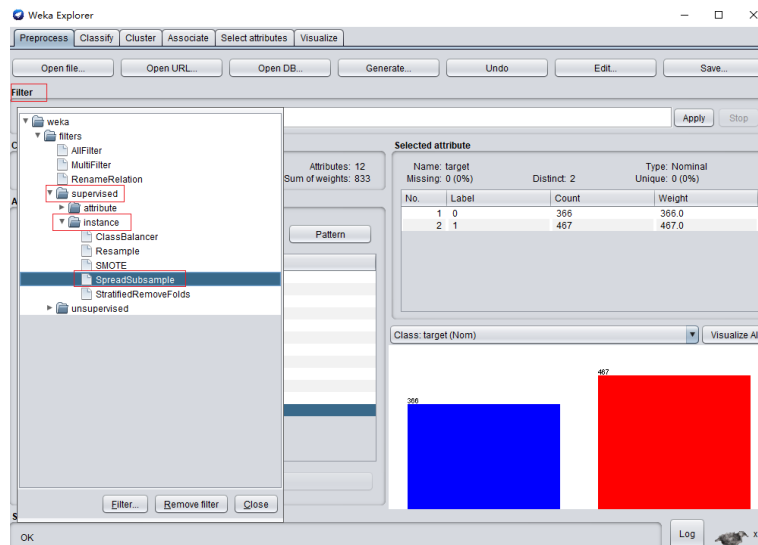 Weka Explorer
Preprocess Classify Cluster Associate Select attributes Visualize
Open file... Open URL... Open DB... Generate... Undo Edit... Save...
Filter
weka
filters
AllFilter
MultiFilter
RenameRelation
supervised
attribute
instance
ClassBalancer
Resample
SMOTE
SpreadSubsample
StratifiedRemoveFolds
unsupervised
Filter... Remove filter Close
Apply Stop
Attributes: 12
Sum of weights: 833
Pattern
Selected attribute
Name: target Type: Nominal
Missing: 0 (0%) Distinct: 2 Unique: 0 (0%)
No. Label Count Weight
1 0 366 366.0
2 1 467 467.0
Class: target (Nom) Visualize Al
366
467
OK
Log x